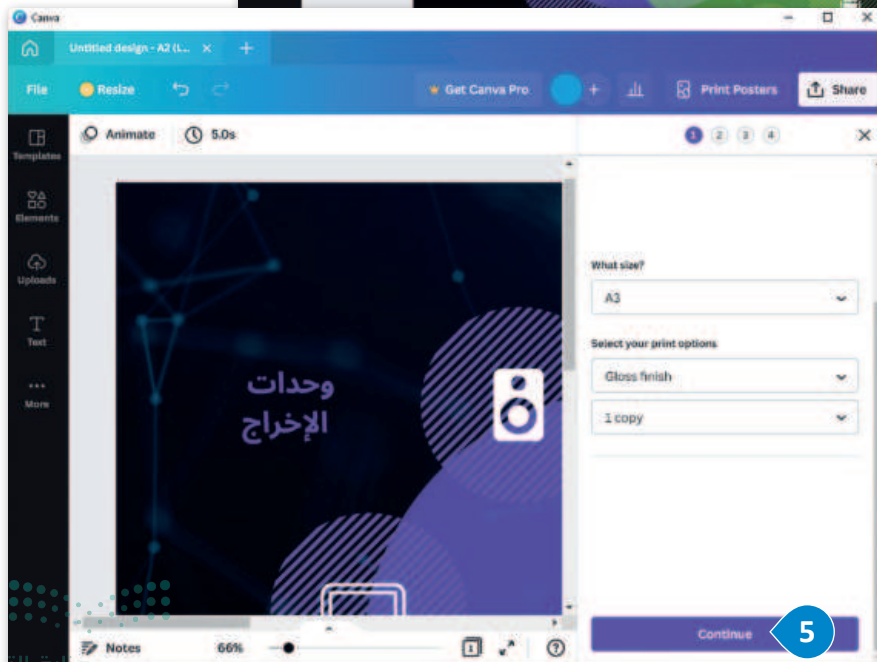 Canva
Untitled design - A2 (L...
File
Resize
Get Canva Pro
Print Posters
Share
Templates
Elements
Uploads
Text
More
Animate
5.0s
وحدات
الإخراج
Notes
66%
1
1 2 3 4
What size?
A3
Select your print options
Gloss finish
1 copy
Continue
5